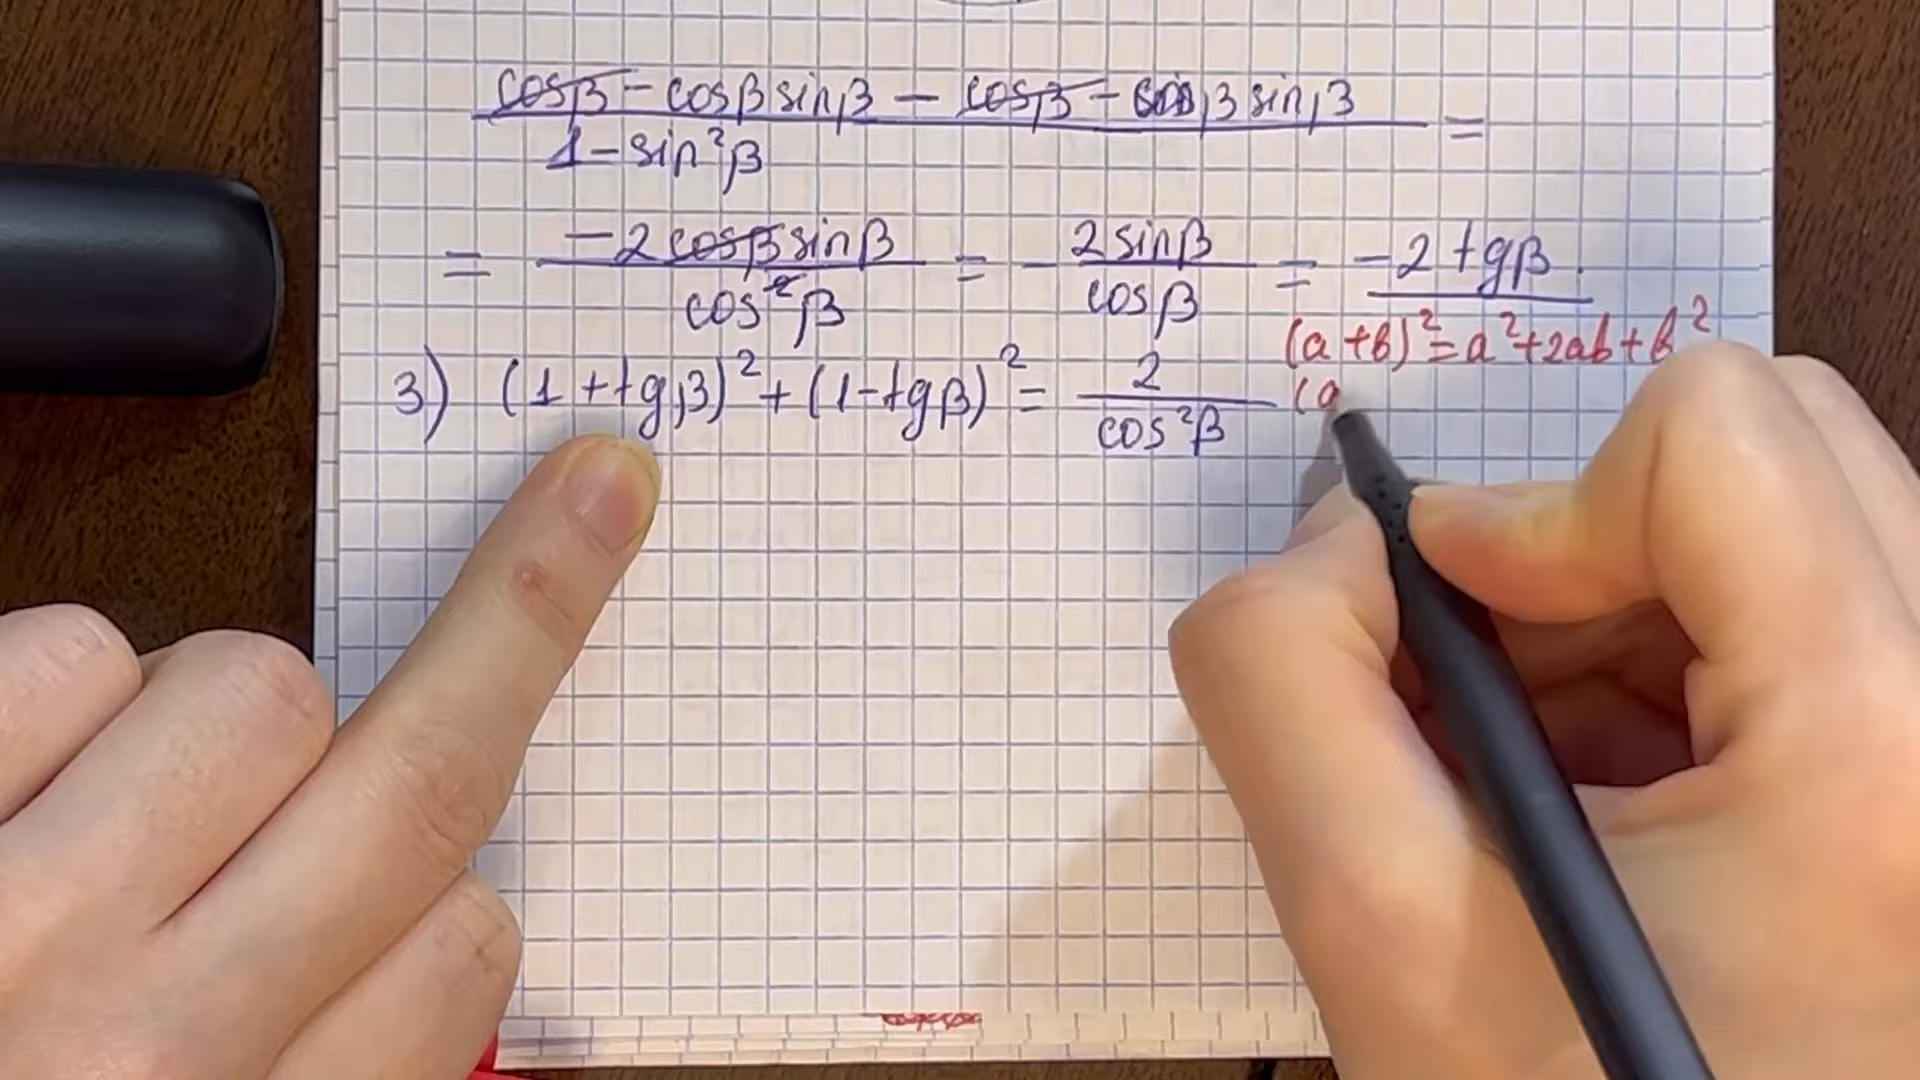 cosβ - cosβ sinβ - cosβ - cosβ sinβ =
1 - sin²β
= -2 cosβ sinβ / cos²β = - 2 sinβ / cosβ = -2 tgβ.
(a + b)² = a² + 2ab + b²
3) (1 + tgβ)² + (1 - tgβ)² = 2 / cos²β
(a